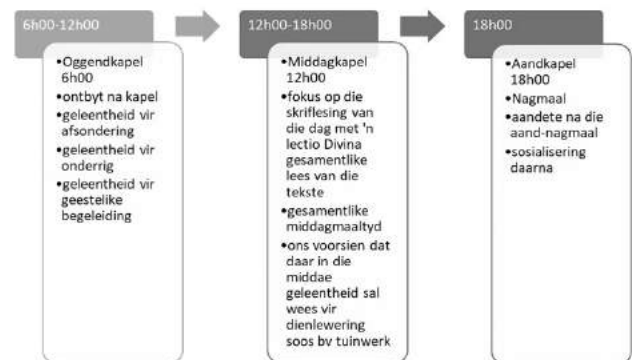 6h00-12h00
•Oggendkapel
6h00
•ontbyt na kapel
•geleentheid vir
afsondering
•geleentheid vir
onderrig
•geleentheid vir
geestelike
begeleiding
12h00-18h00
•Middagkapel
12h00
•fokus op die
skriflesing van
die dag met 'n
lectio Divina
gesamentlike
lees van die
tekste
•gesamentlike
middagmaaltyd
•ons voorsien dat
daar in die
middae
geleentheid sal
wees vir
dienlewering
soos bv tuinwerk
18h00
•Aandkapel
18h00
•Nagmaal
•aandete na die
aand-nagmaal
•sosialisering
daarna